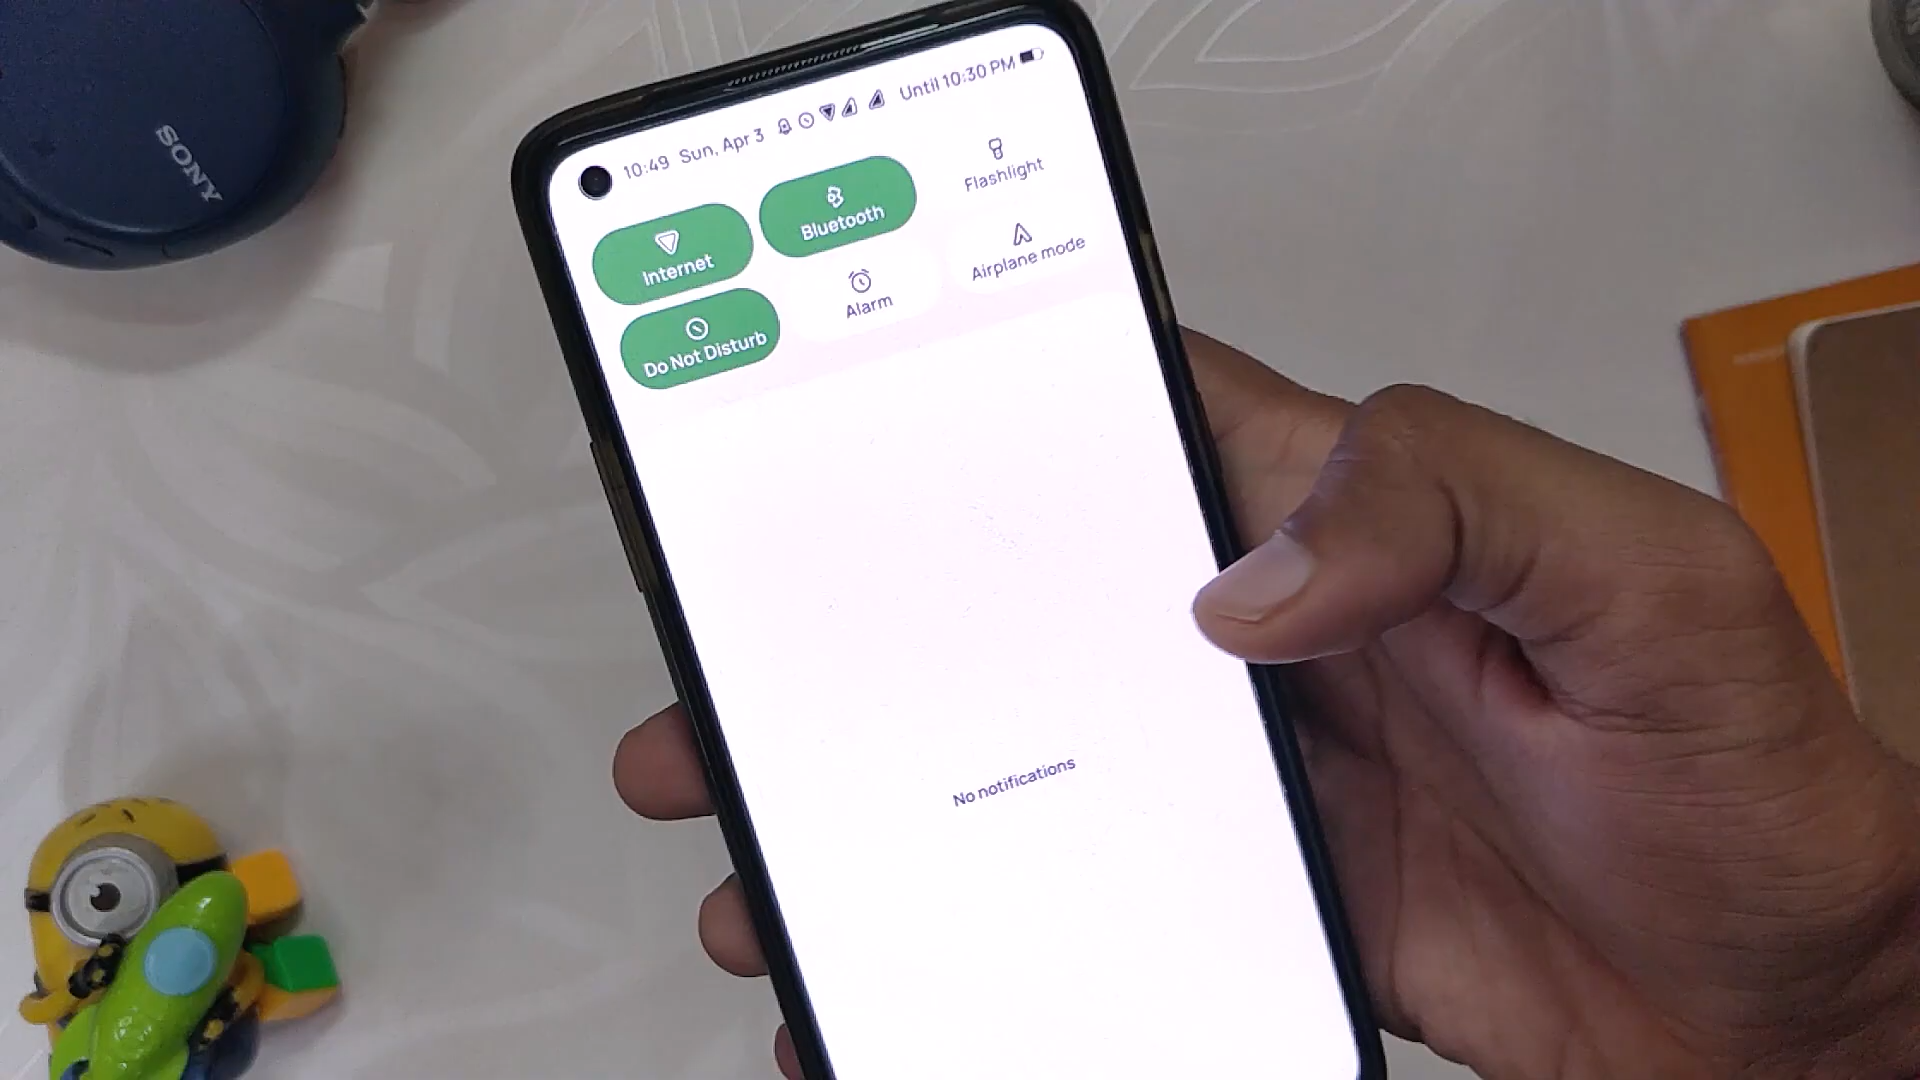 SONY
10:49 Sun, Apr 3 Until 10:30 PM
Internet
Bluetooth
Flashlight
Do Not Disturb
Alarm
Airplane mode
No notifications